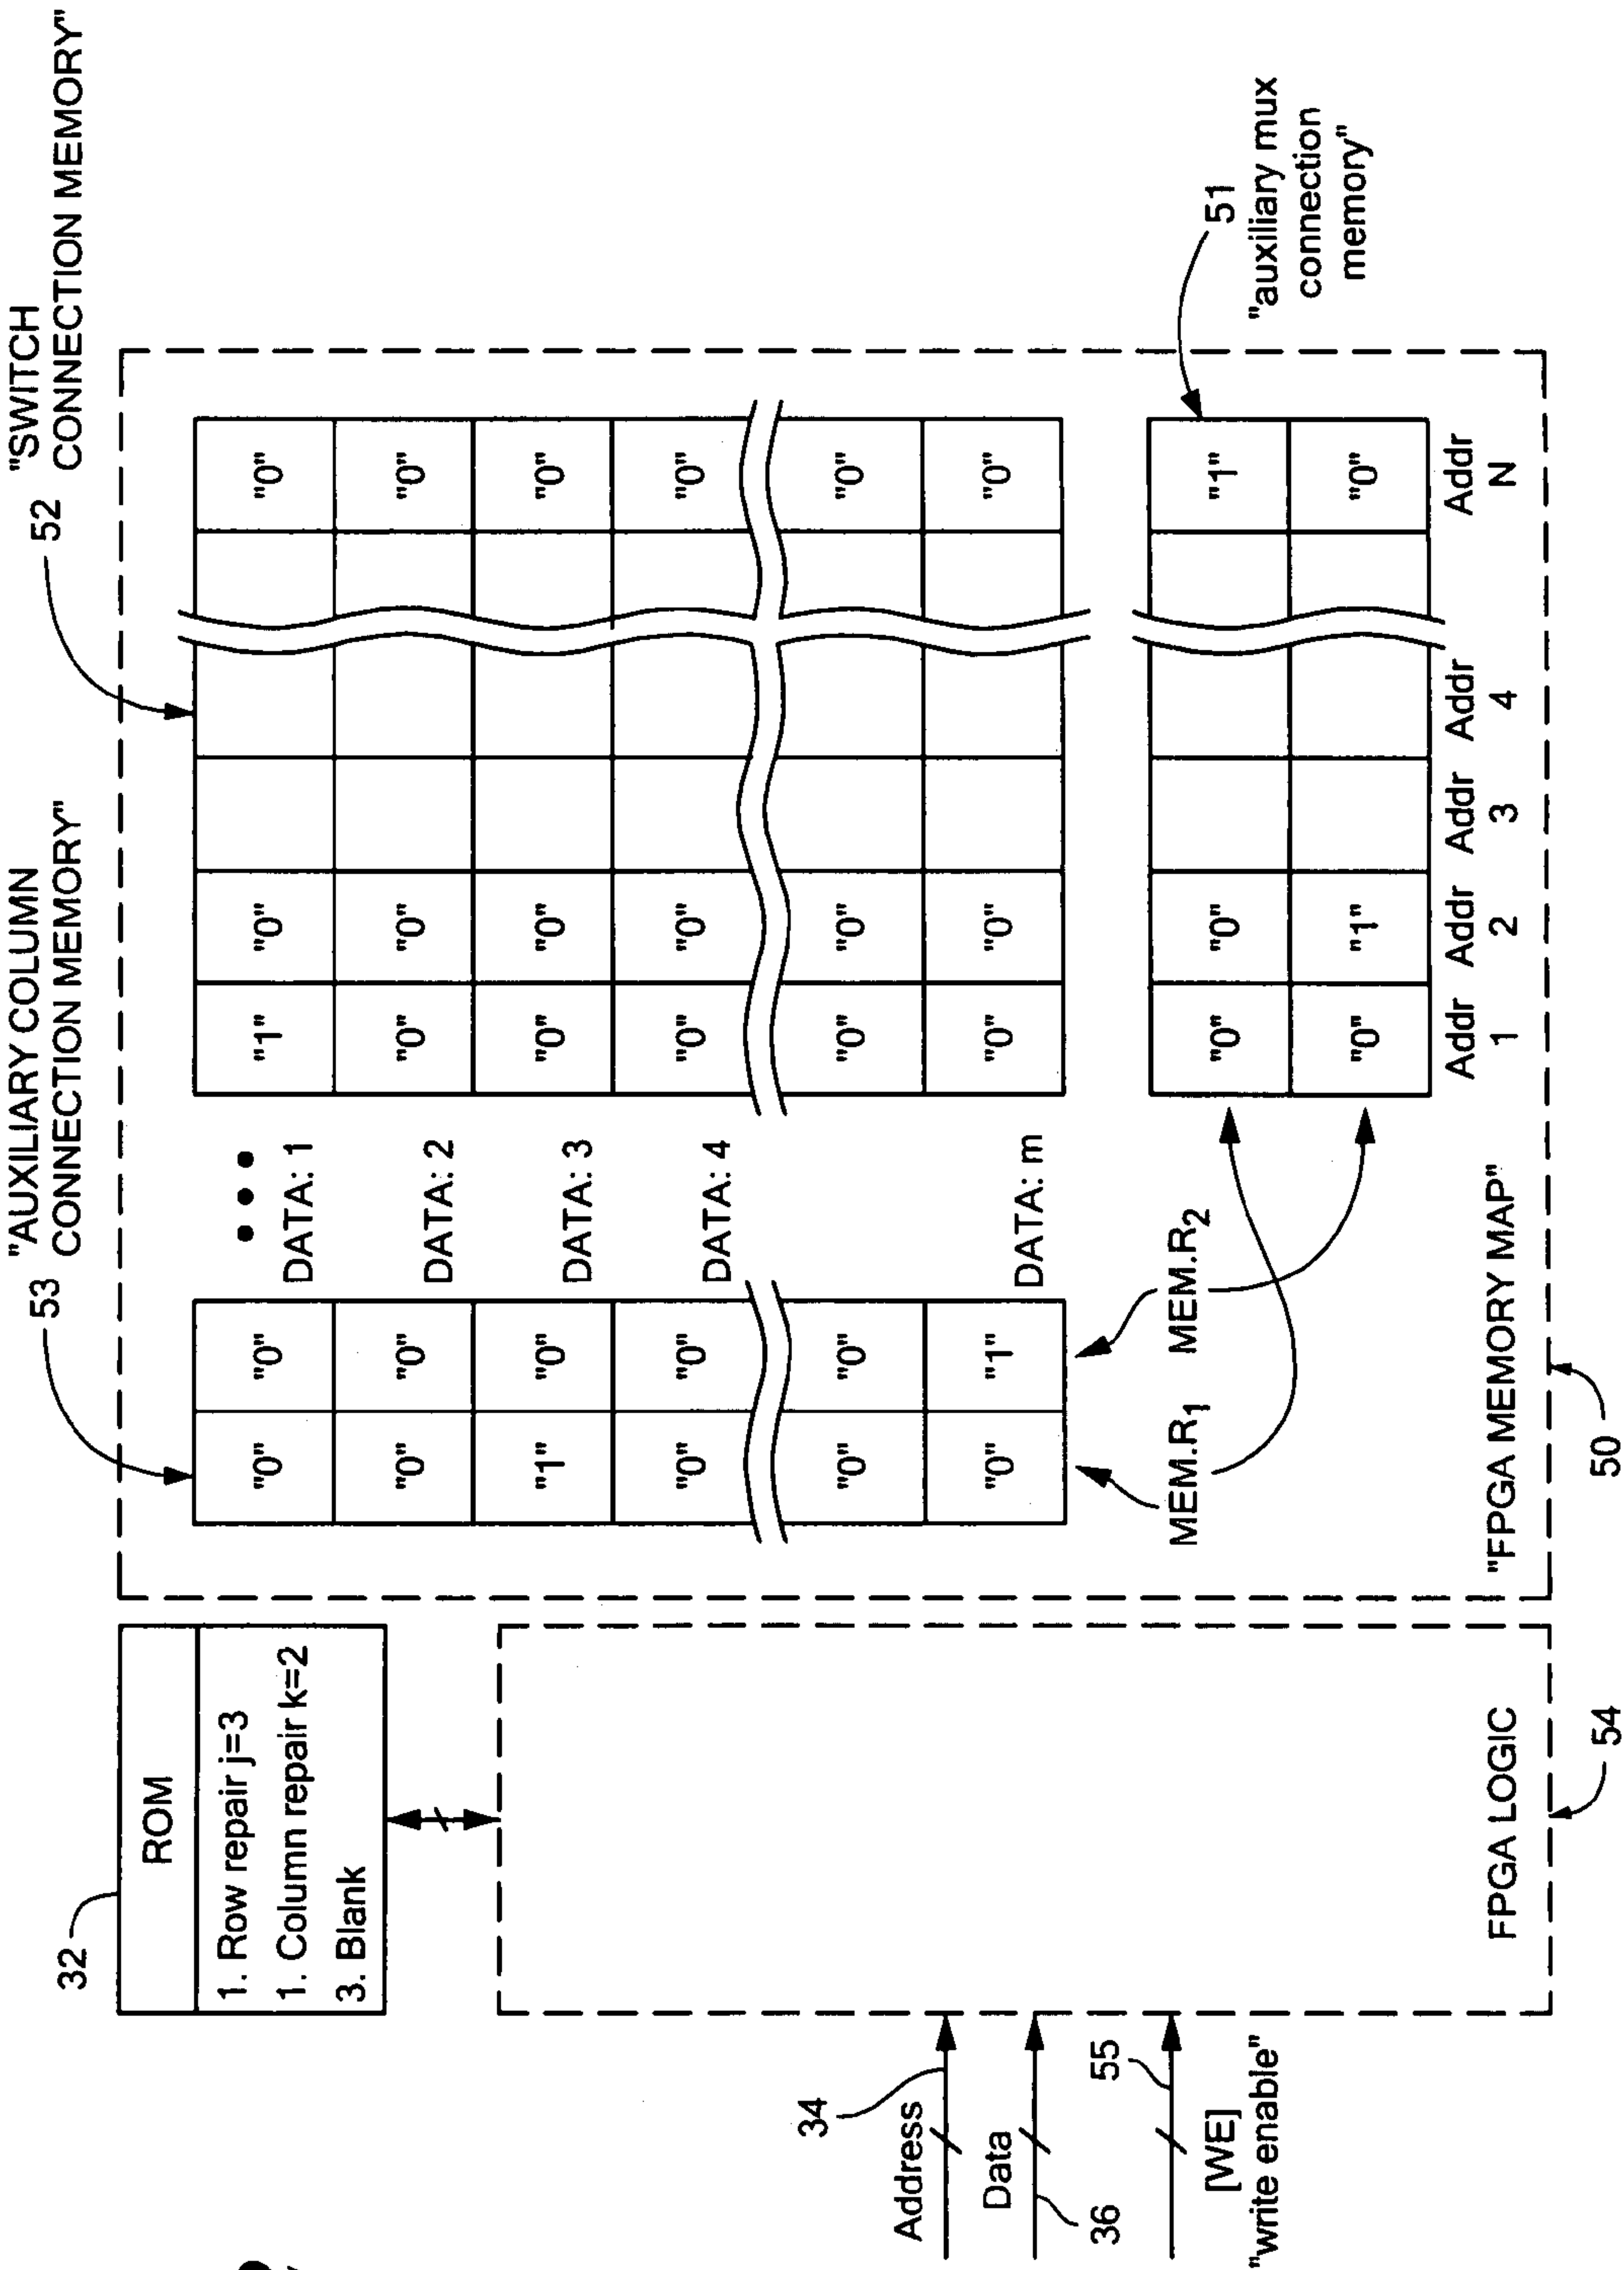 32
ROM
1. Row repair j=3
1. Column repair k=2
3. Blank
53
"AUXILIARY COLUMN
CONNECTION MEMORY"
52
"SWITCH
CONNECTION MEMORY"
"0" "0" DATA: 1 "1" "0" "0"
"0" "0" DATA: 2 "0" "0" "0"
"1" "0" DATA: 3 "0" "0" "0"
"0" "0" DATA: 4 "0" "0" "0"
"0" "0" "0" "0" "0"
"0" "1" DATA: m "0" "0" "0"
MEM.R1 MEM.R2
"0" "0" "1"
"0" "1" "0"
Addr 1
Addr 2
Addr 3
Addr 4
Addr N
51
"auxiliary mux
connection
memory"
34
Address
Data
36
55
[WE]
"write enable"
FPGA LOGIC
54
"FPGA MEMORY MAP"
50